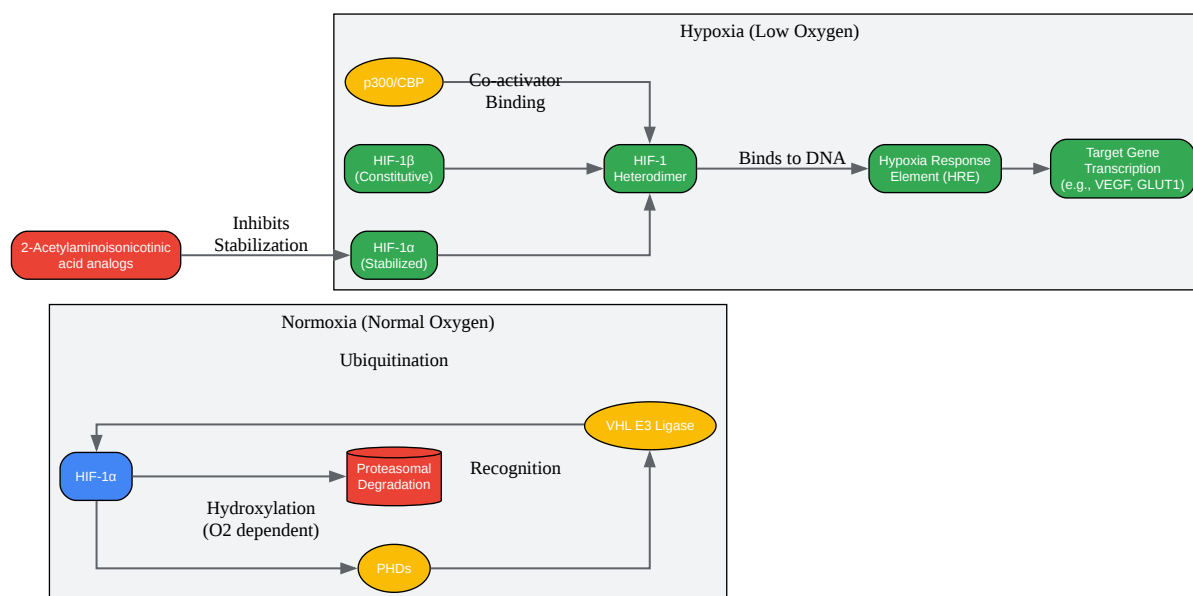 Hypoxia (Low Oxygen)
p300/CBP
Co-activator
Binding
HIF-1β
(Constitutive)
HIF-1
Heterodimer
Binds to DNA
Hypoxia Response
Element (HRE)
Target Gene
Transcription
(e.g., VEGF, GLUT1)
2-Acetylaminoisonicotinic
acid analogs
Inhibits
Stabilization
HIF-1α
(Stabilized)
Normoxia (Normal Oxygen)
Ubiquitination
VHL E3 Ligase
HIF-1α
Proteasomal
Degradation
Recognition
Hydroxylation
(O2 dependent)
PHDs